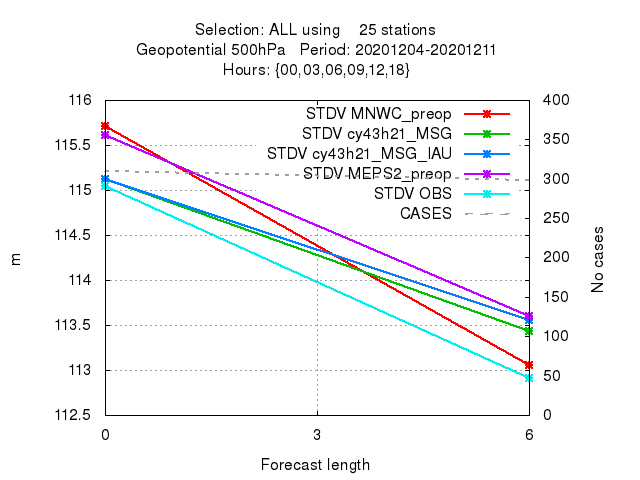 Selection: ALL using 25 stations
Geopotential 500hPa Period: 20201204-20201211
Hours: {00,03,06,09,12,18}
116
115.5
115
114.5
114
113.5
113
112.5
400
350
300
250
200
150
100
50
0
STDV MNWC_preop
STDV cy43h21_MSG
STDV cy43h21_MSG_IAU
STDV MEPS2_preop
STDV OBS
CASES
m
No cases
0 3 6
Forecast length